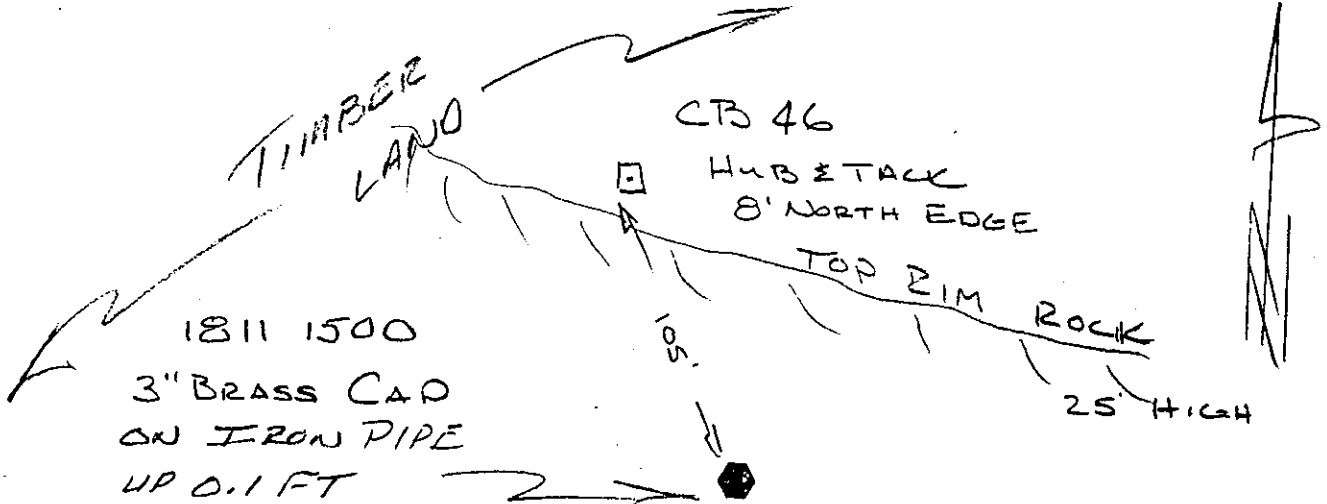 TIMBER
LAND
CB 46
HUB & TACK
8' NORTH EDGE
TOP RIM ROCK
25' HIGH
50'
1811 1500
3" BRASS CAP
ON IRON PIPE
UP 0.1 FT
N